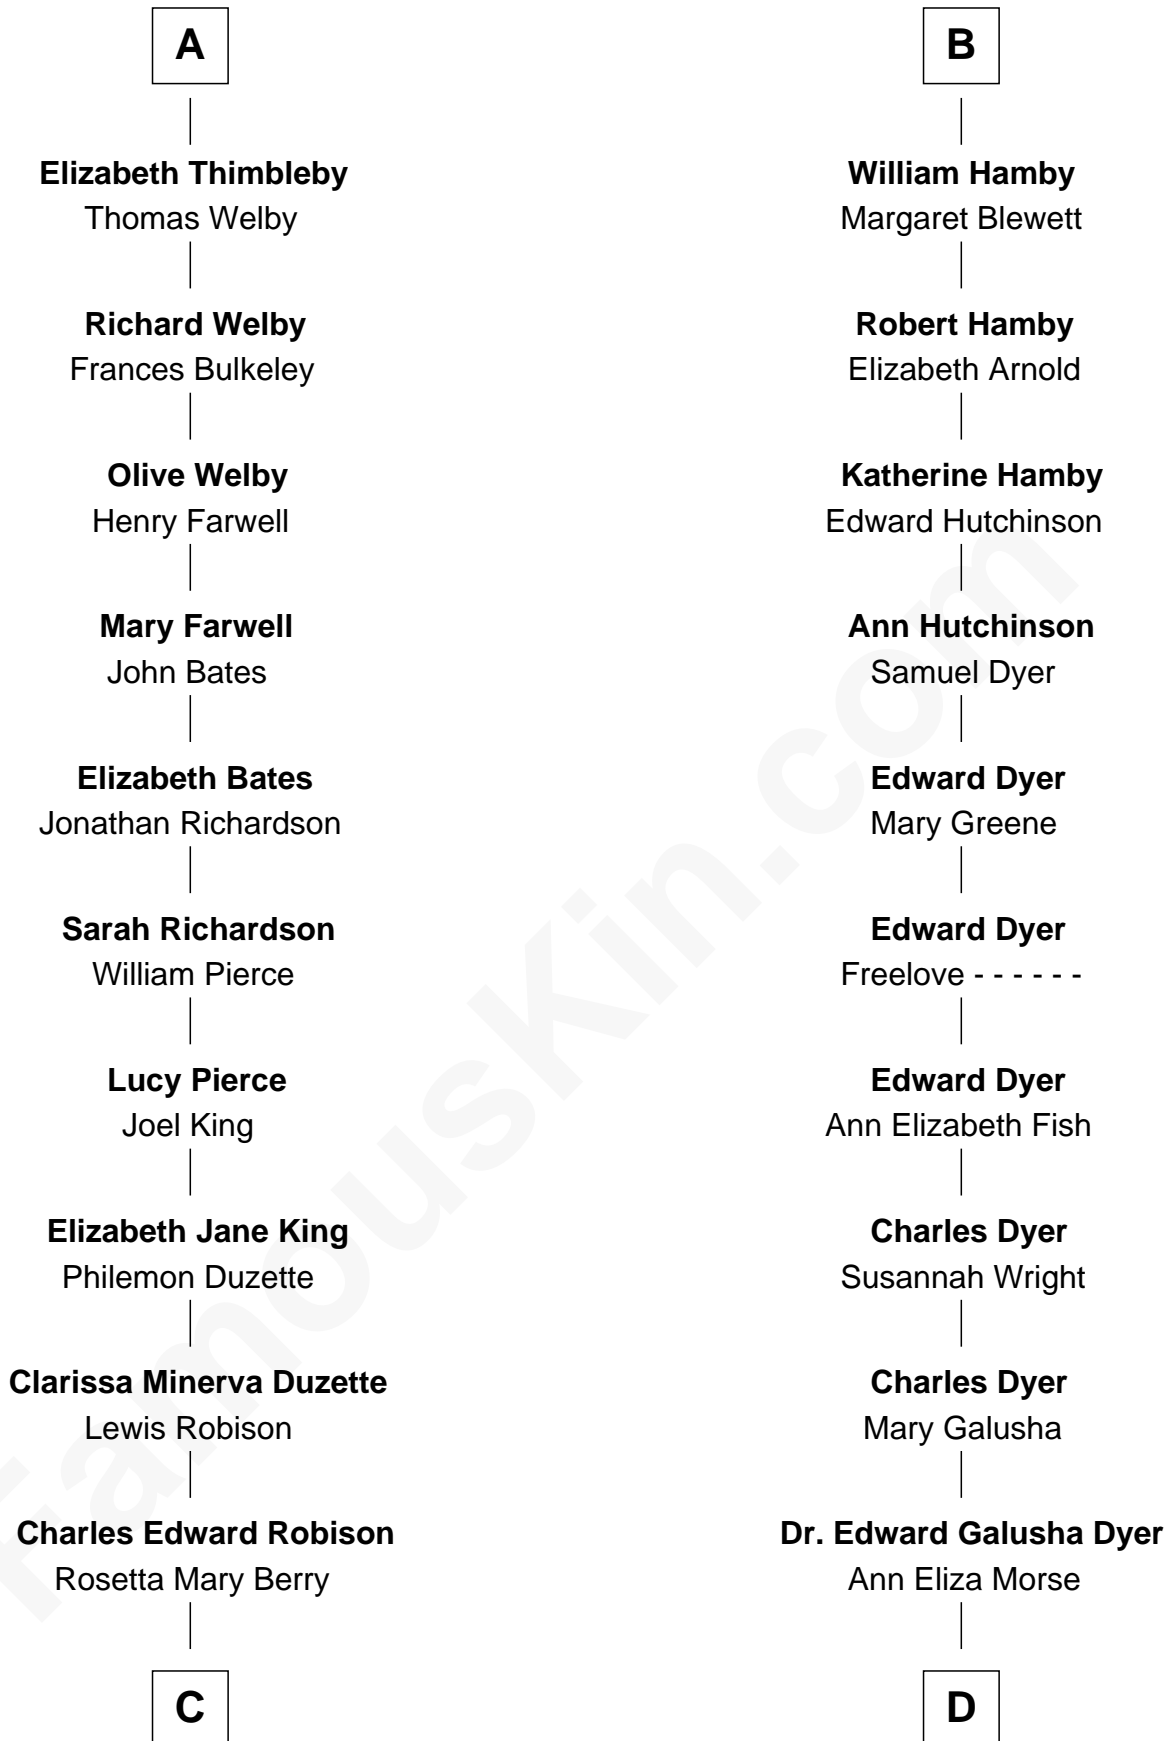 A
Elizabeth Thimbleby
Thomas Welby
Richard Welby
Frances Bulkeley
Olive Welby
Henry Farwell
Mary Farwell
John Bates
Elizabeth Bates
Jonathan Richardson
Sarah Richardson
William Pierce
Lucy Pierce
Joel King
Elizabeth Jane King
Philemon Duzette
Clarissa Minerva Duzette
Lewis Robison
Charles Edward Robison
Rosetta Mary Berry
C
B
William Hamby
Margaret Blewett
Robert Hamby
Elizabeth Arnold
Katherine Hamby
Edward Hutchinson
Ann Hutchinson
Samuel Dyer
Edward Dyer
Mary Greene
Edward Dyer
Freelove - - - - - -
Edward Dyer
Ann Elizabeth Fish
Charles Dyer
Susannah Wright
Charles Dyer
Mary Galusha
Dr. Edward Galusha Dyer
Ann Eliza Morse
D
FamousKin.com